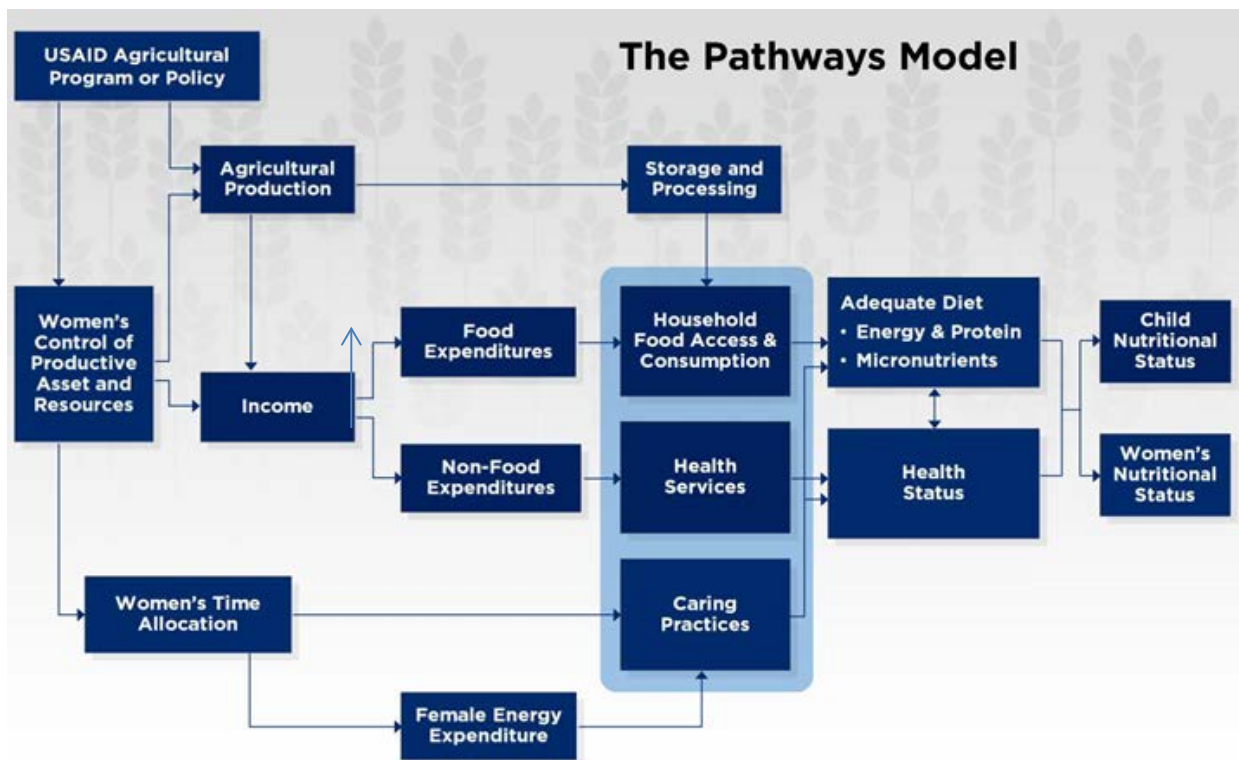 USAID Agricultural
Program or Policy
The Pathways Model
Agricultural
Production
Storage and
Processing
Women's
Control of
Productive
Asset and
Resources
Income
Food
Expenditures
Non-Food
Expenditures
Household
Food Access &
Consumption
Health
Services
Caring
Practices
Adequate Diet
• Energy & Protein
• Micronutrients
Health
Status
Child
Nutritional
Status
Women's
Nutritional
Status
Women's Time
Allocation
Female Energy
Expenditure